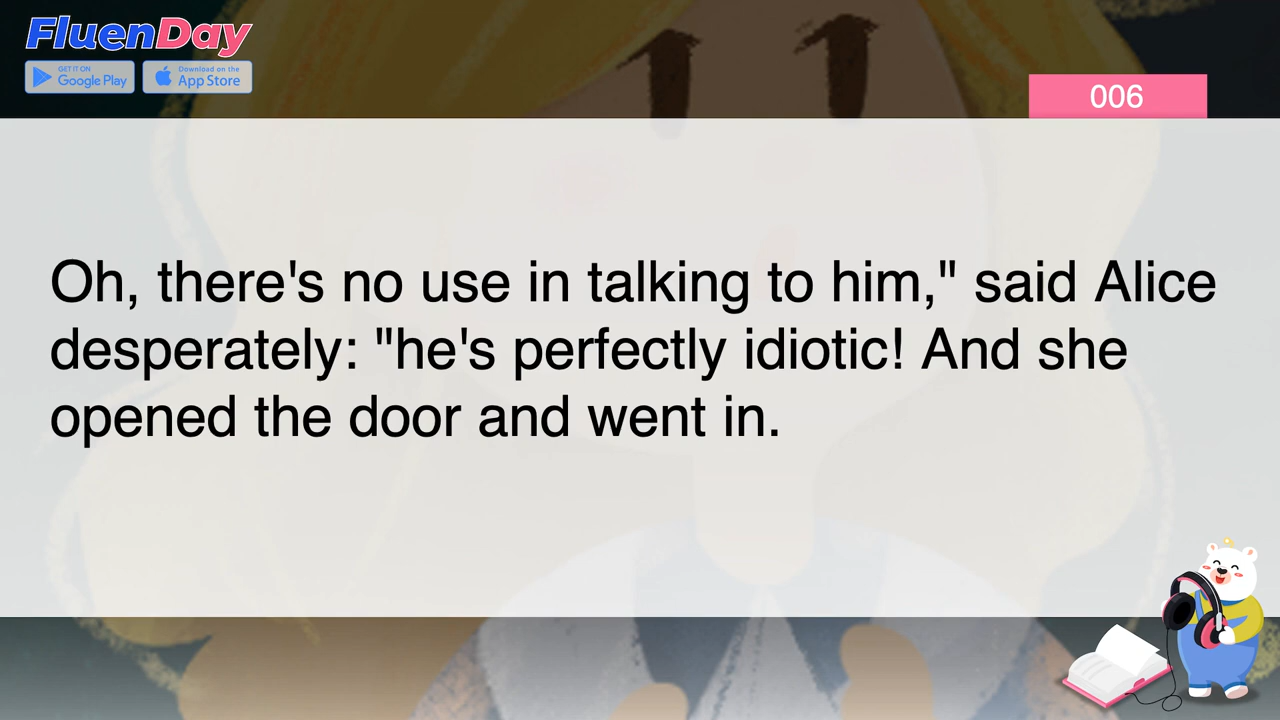 FluenDay
GET IT ON
Google Play
Download on the
App Store
006
Oh, there's no use in talking to him," said Alice
desperately: "he's perfectly idiotic! And she
opened the door and went in.